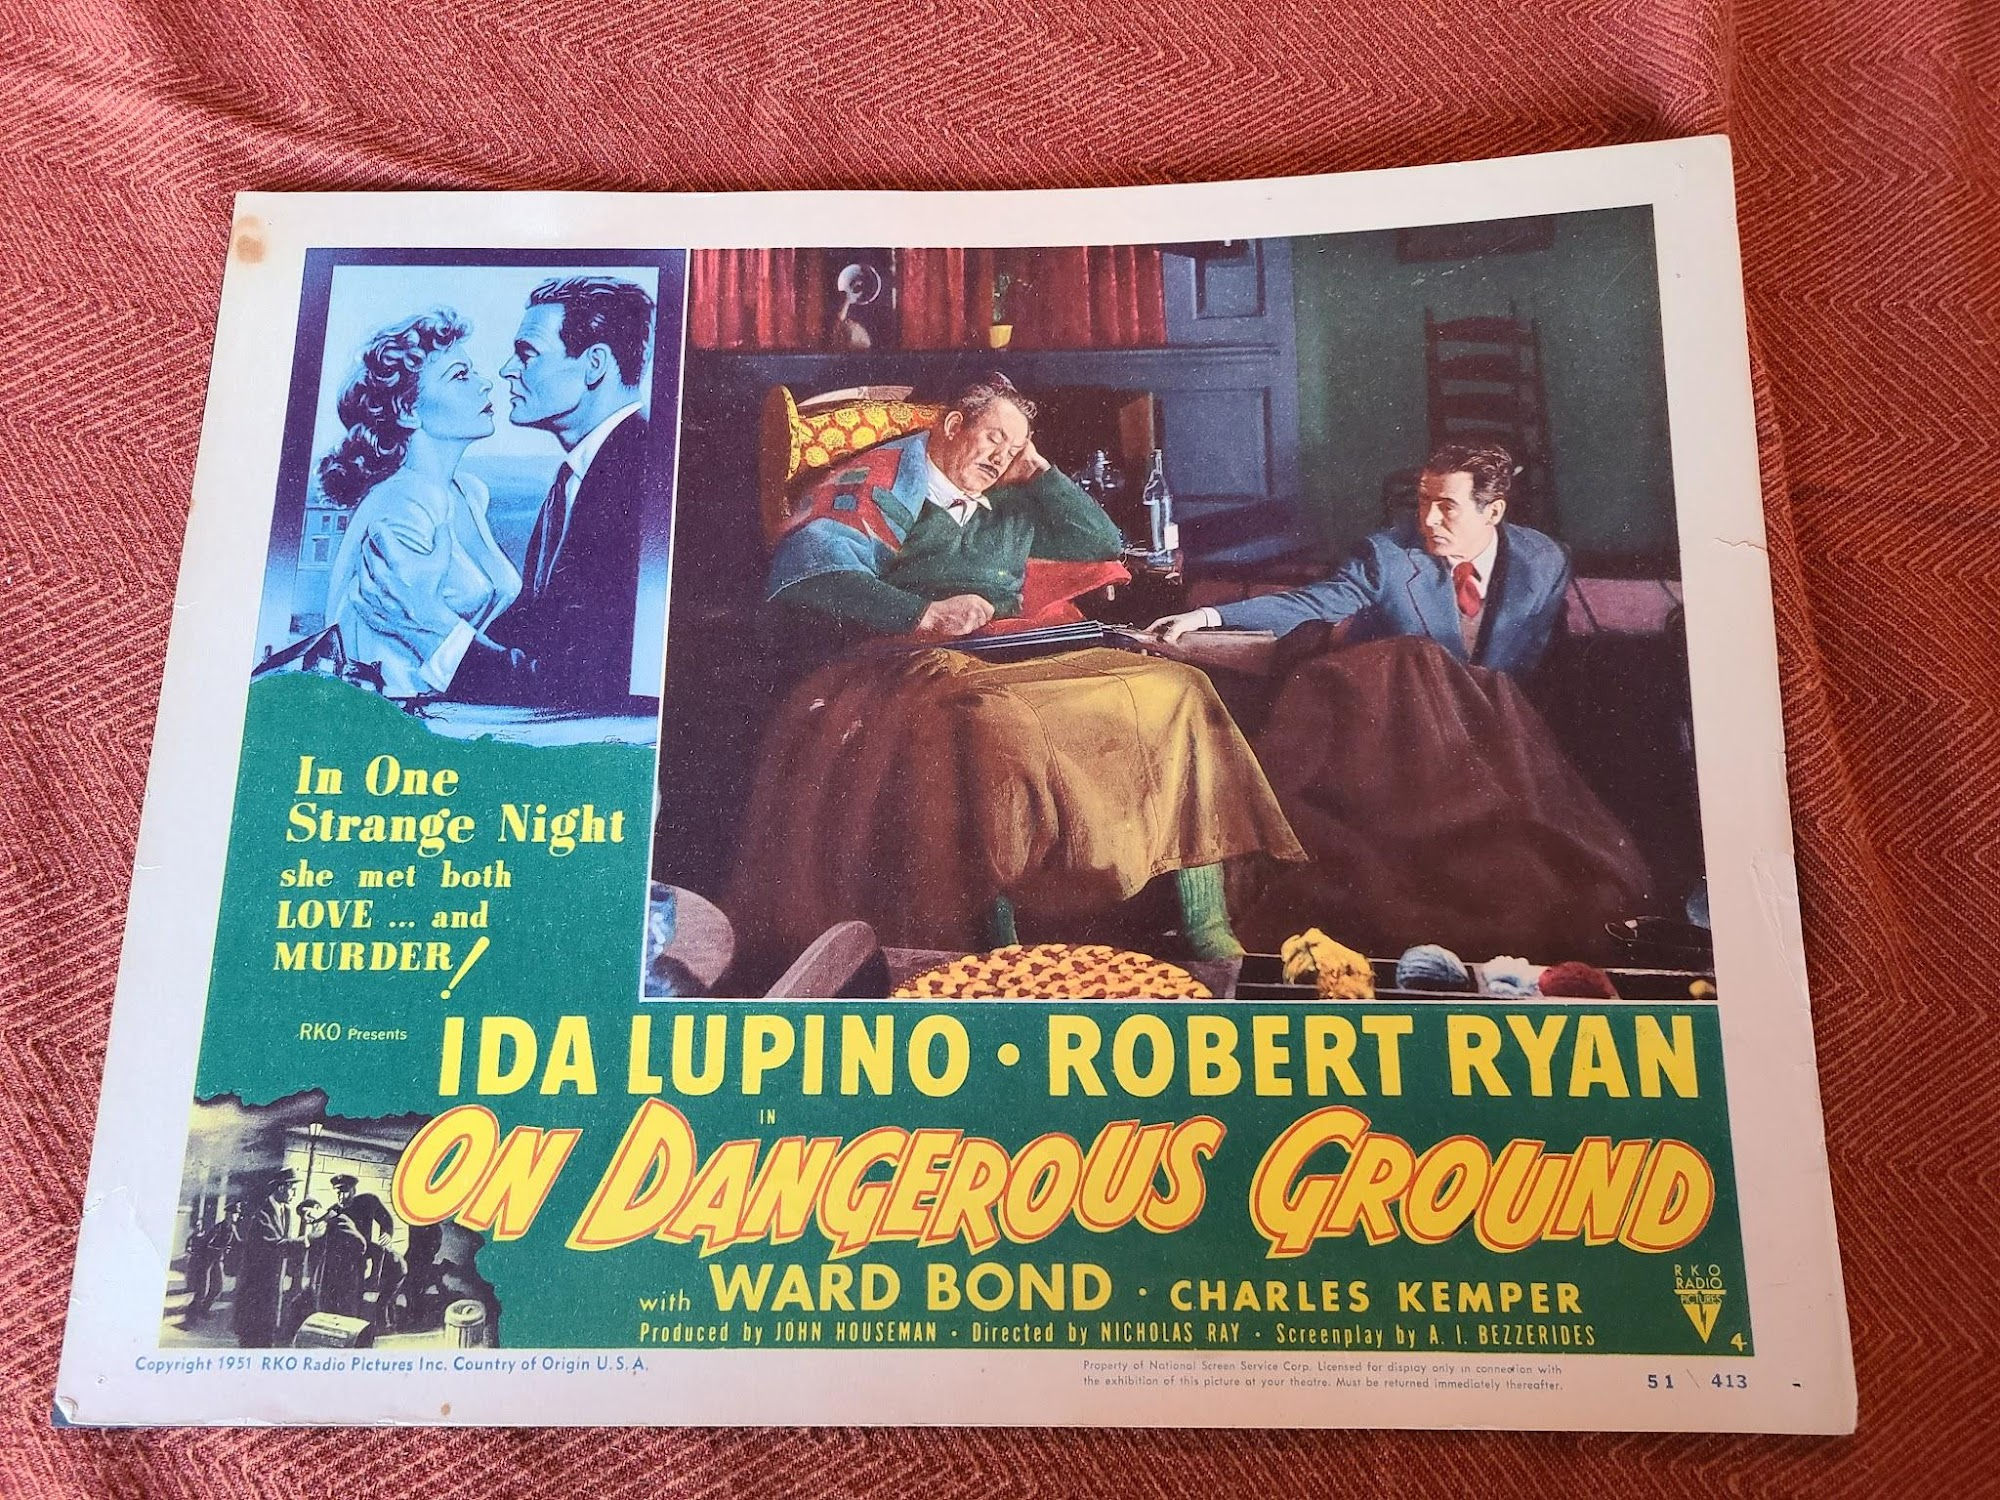 In One
Strange Night
she met both
LOVE ... and
MURDER!
RKO Presents
IDA LUPINO • ROBERT RYAN
IN
ON DANGEROUS GROUND
with WARD BOND • CHARLES KEMPER
Produced by JOHN HOUSEMAN • Directed by NICHOLAS RAY • Screenplay by A. I. BEZZERIDES
RKO
RADIO
PICTURES
4
Copyright 1951 RKO Radio Pictures Inc. Country of Origin U.S.A.
Property of National Screen Service Corp. Licensed for display only in connection with
the exhibition of this picture at your theatre. Must be returned immediately thereafter.
51 \ 413